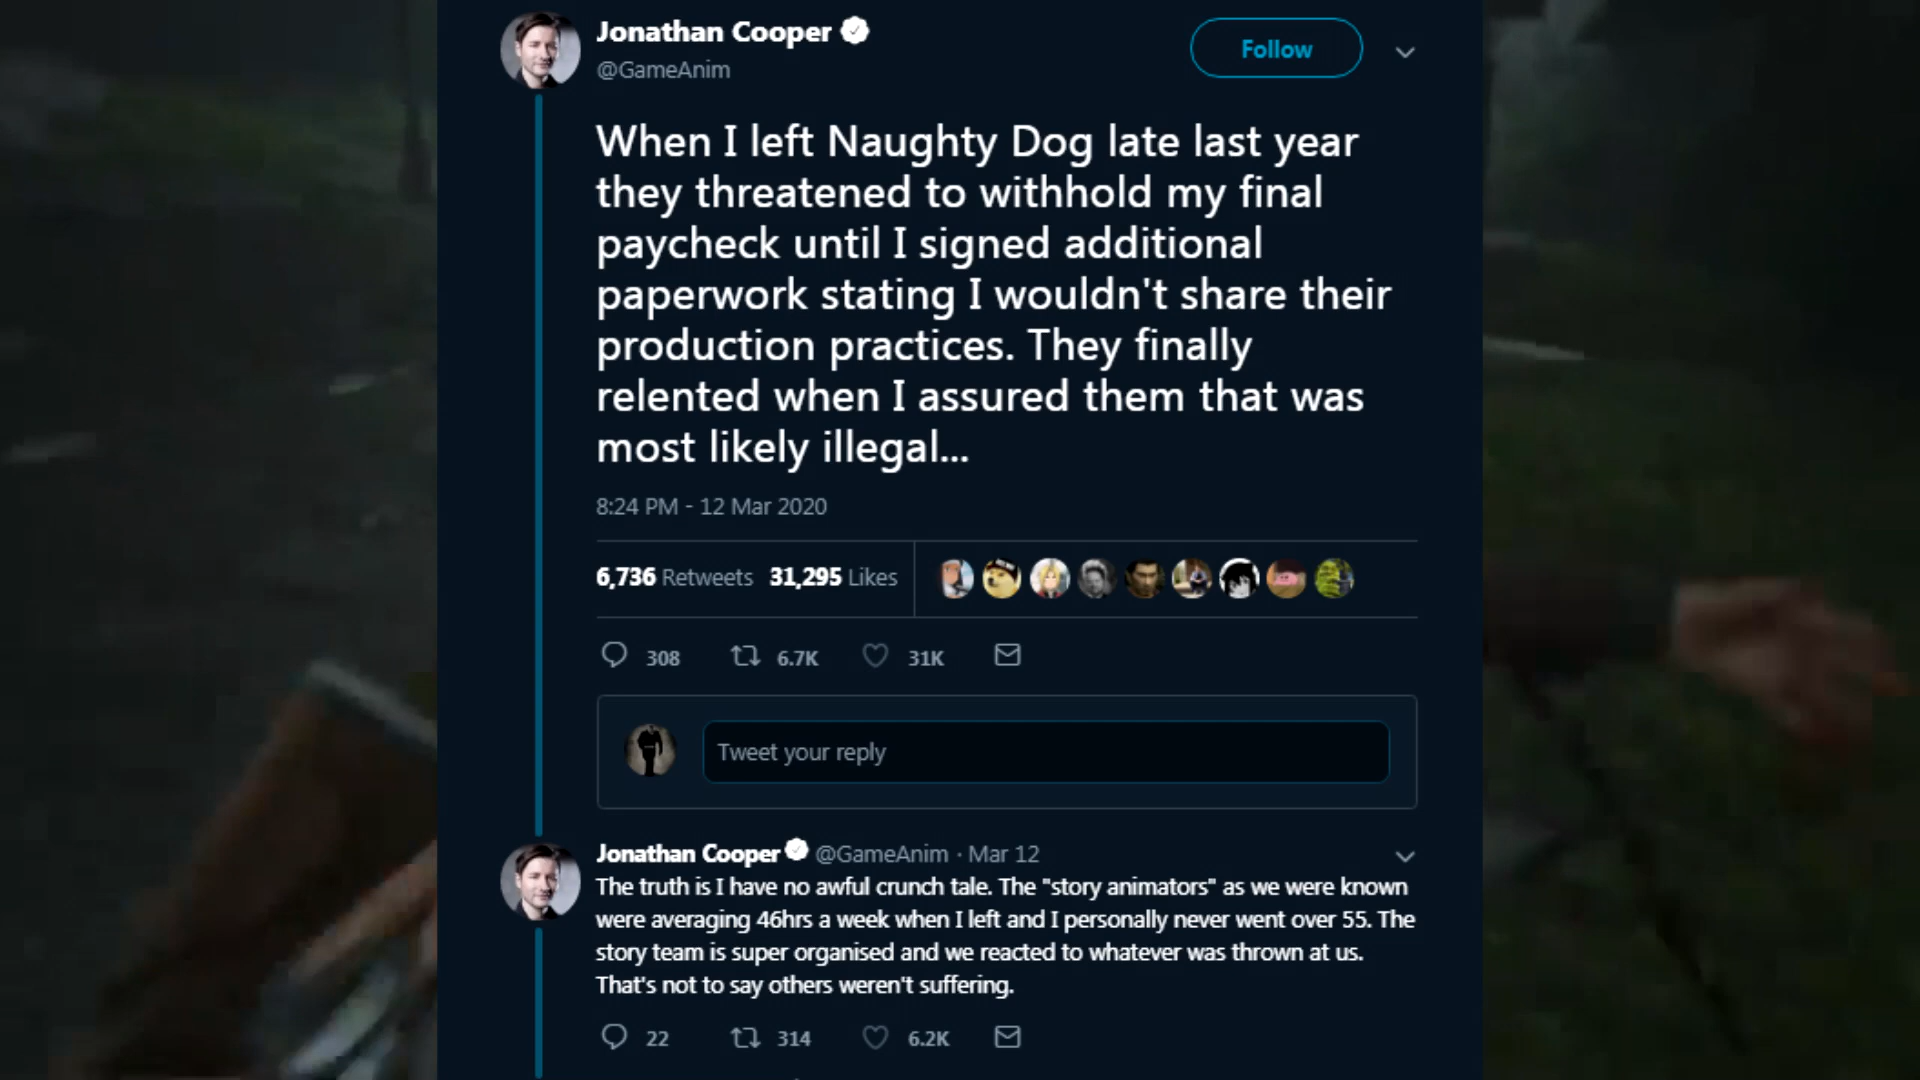 Jonathan Cooper
@GameAnim
Follow
When I left Naughty Dog late last year
they threatened to withhold my final
paycheck until I signed additional
paperwork stating I wouldn't share their
production practices. They finally
relented when I assured them that was
most likely illegal...
8:24 PM - 12 Mar 2020
6,736 Retweets 31,295 Likes
308 6.7K 31K
Tweet your reply
Jonathan Cooper @GameAnim · Mar 12
The truth is I have no awful crunch tale. The "story animators" as we were known
were averaging 46hrs a week when I left and I personally never went over 55. The
story team is super organised and we reacted to whatever was thrown at us.
That's not to say others weren't suffering.
22 314 6.2K